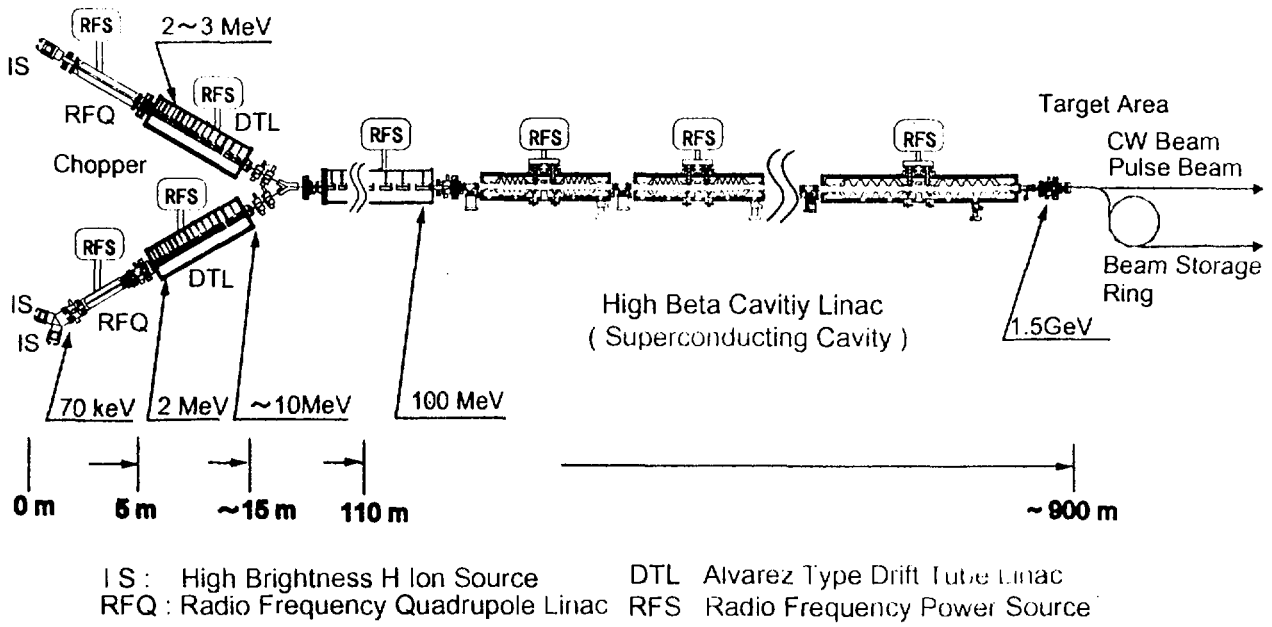 RFS
2~3 MeV
IS
RFQ
RFS
DTL
Chopper
RFS
RFS
RFS
RFS
Target Area
CW Beam
Pulse Beam
RFS
RFS
DTL
RFQ
IS
IS
Beam Storage
Ring
High Beta Cavitiy Linac
( Superconducting Cavity )
1.5GeV
70 keV
2 MeV
~10MeV
100 MeV
0 m
5 m
~15 m
110 m
~900 m
I S : High Brightness H Ion Source
DTL Alvarez Type Drift Tube Linac
RFQ : Radio Frequency Quadrupole Linac
RFS Radio Frequency Power Source